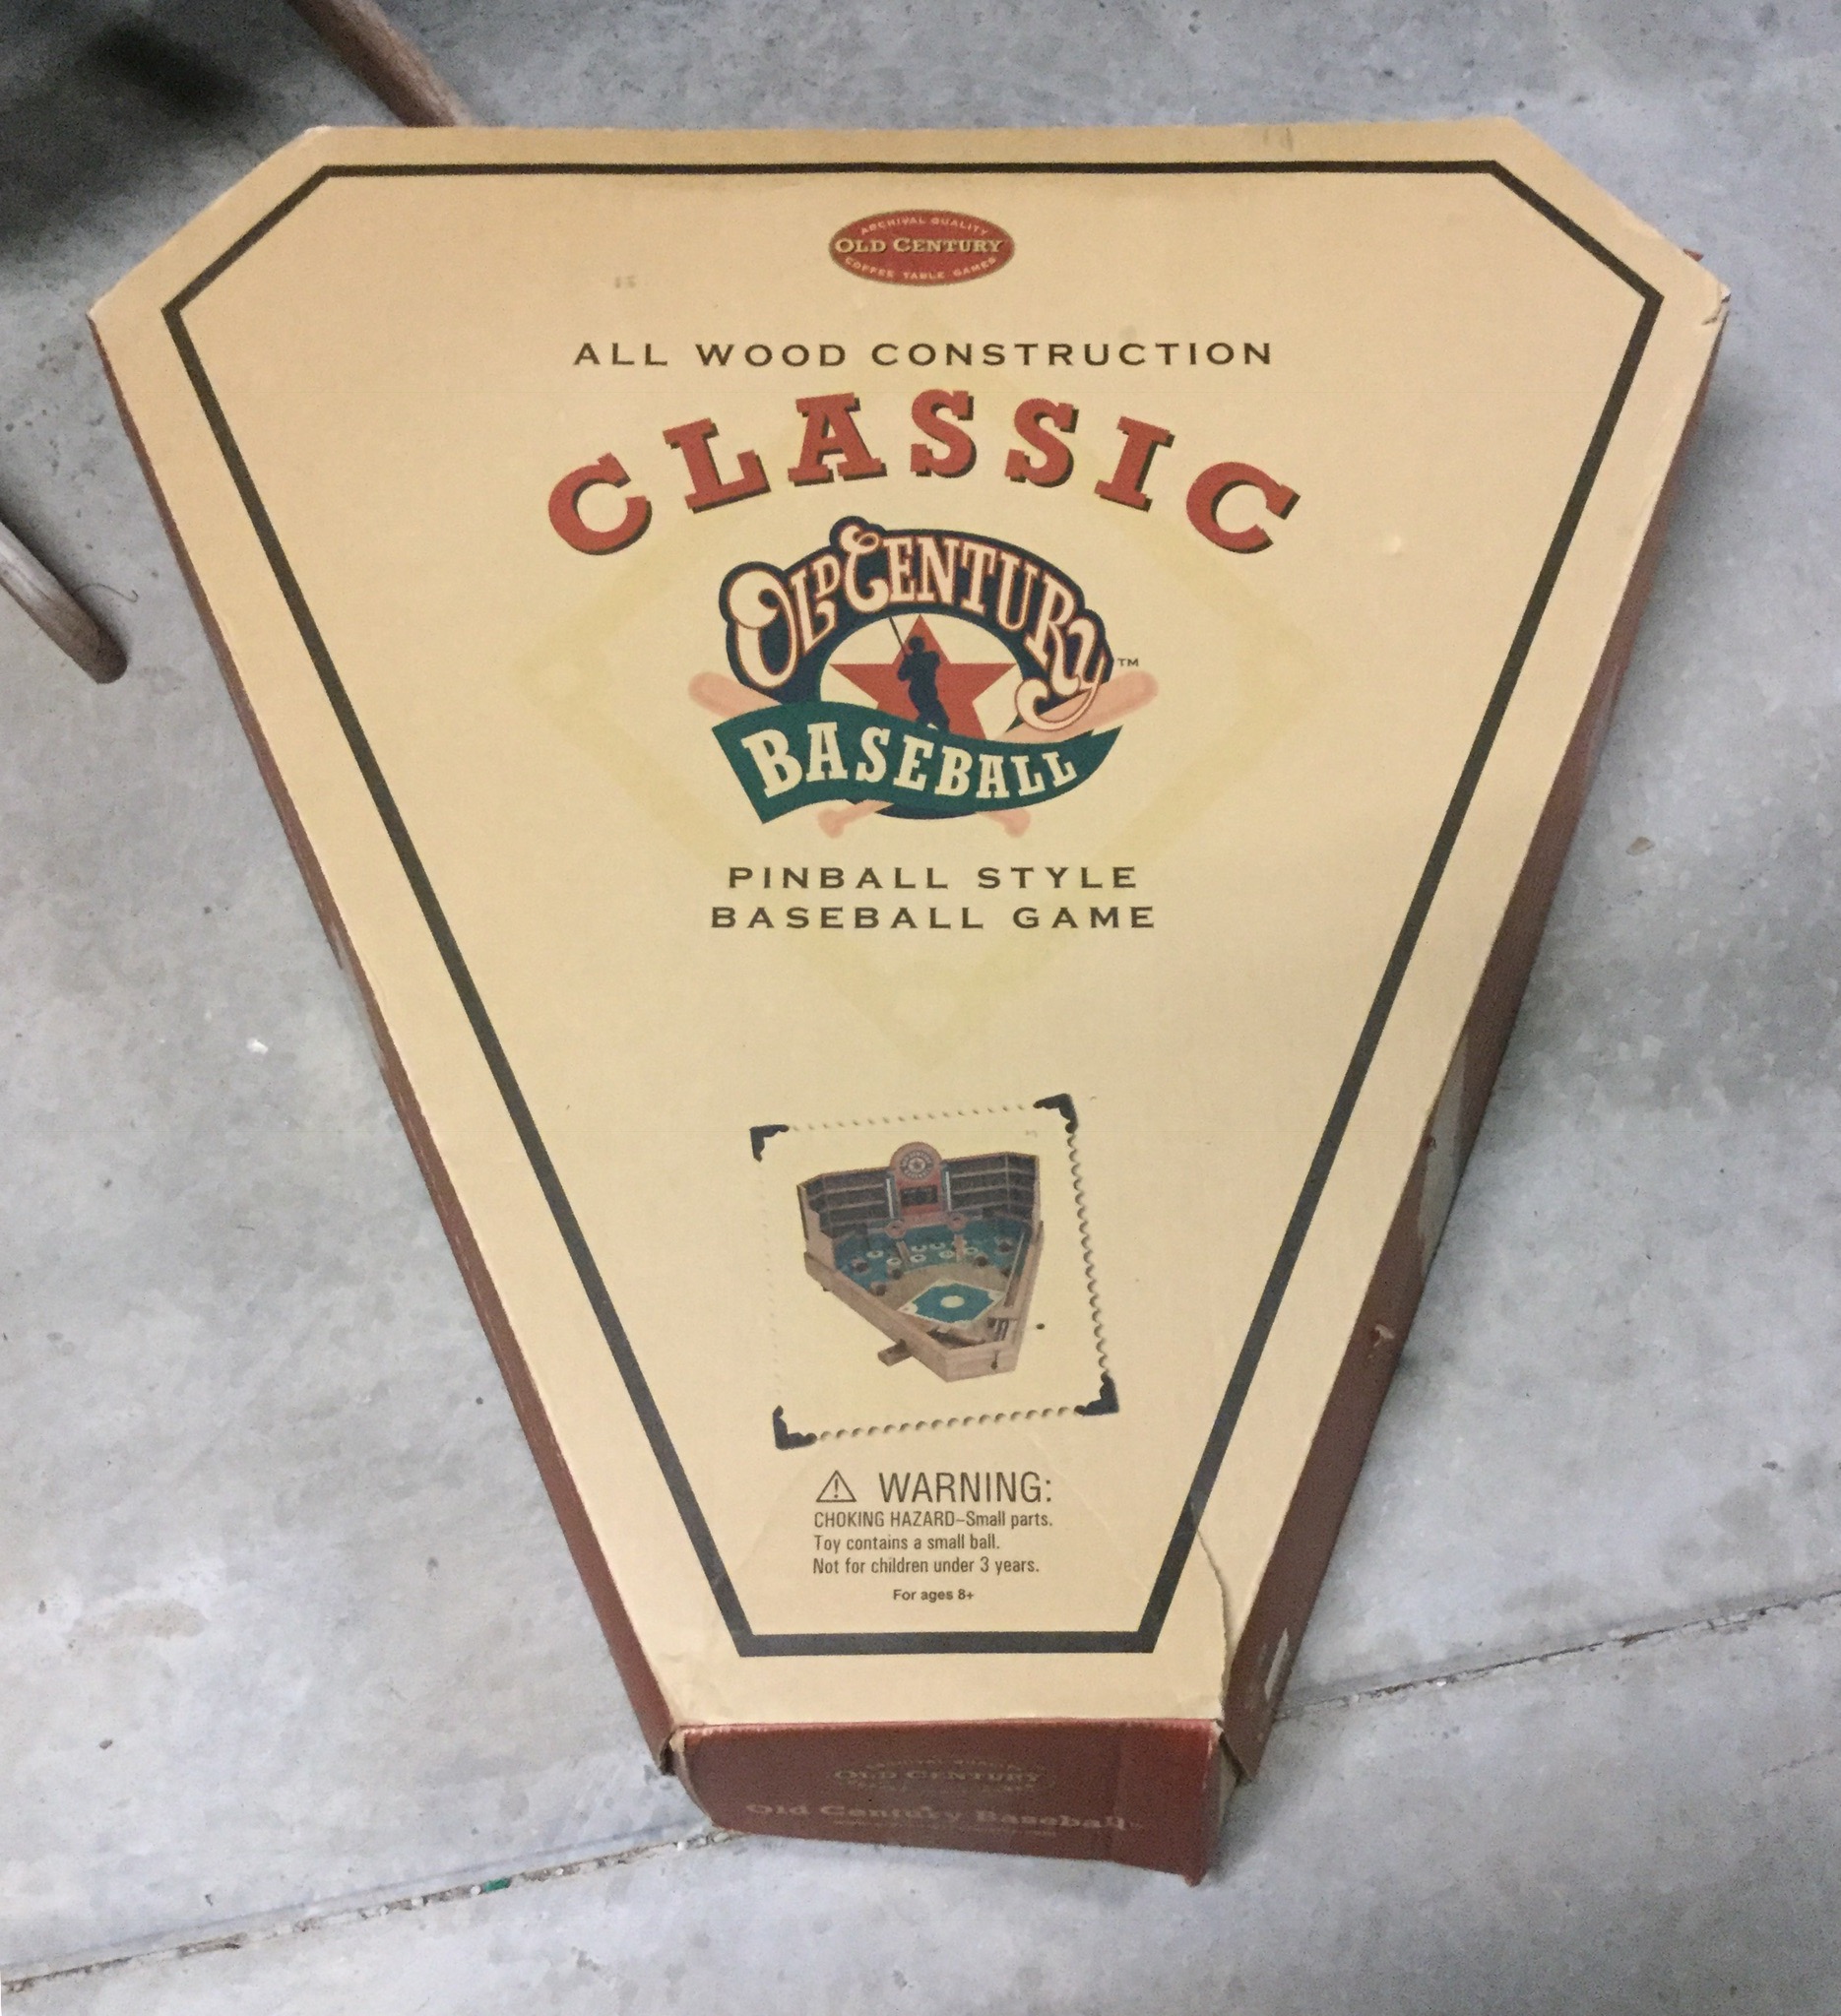 ARCHIVAL QUALITY
OLD CENTURY
COFFEE TABLE GAMES
ALL WOOD CONSTRUCTION
CLASSIC
OLD CENTURY
TM
BASEBALL
PINBALL STYLE
BASEBALL GAME
⚠ WARNING:
CHOKING HAZARD–Small parts.
Toy contains a small ball.
Not for children under 3 years.
For ages 8+
OLD CENTURY
Old Century Baseball